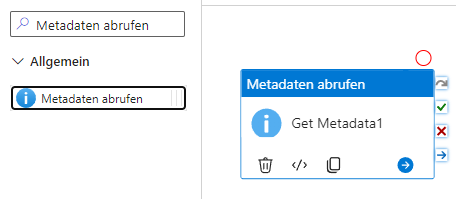 Metadaten abrufen
Allgemein
Metadaten abrufen
Metadaten abrufen
Get Metadata1